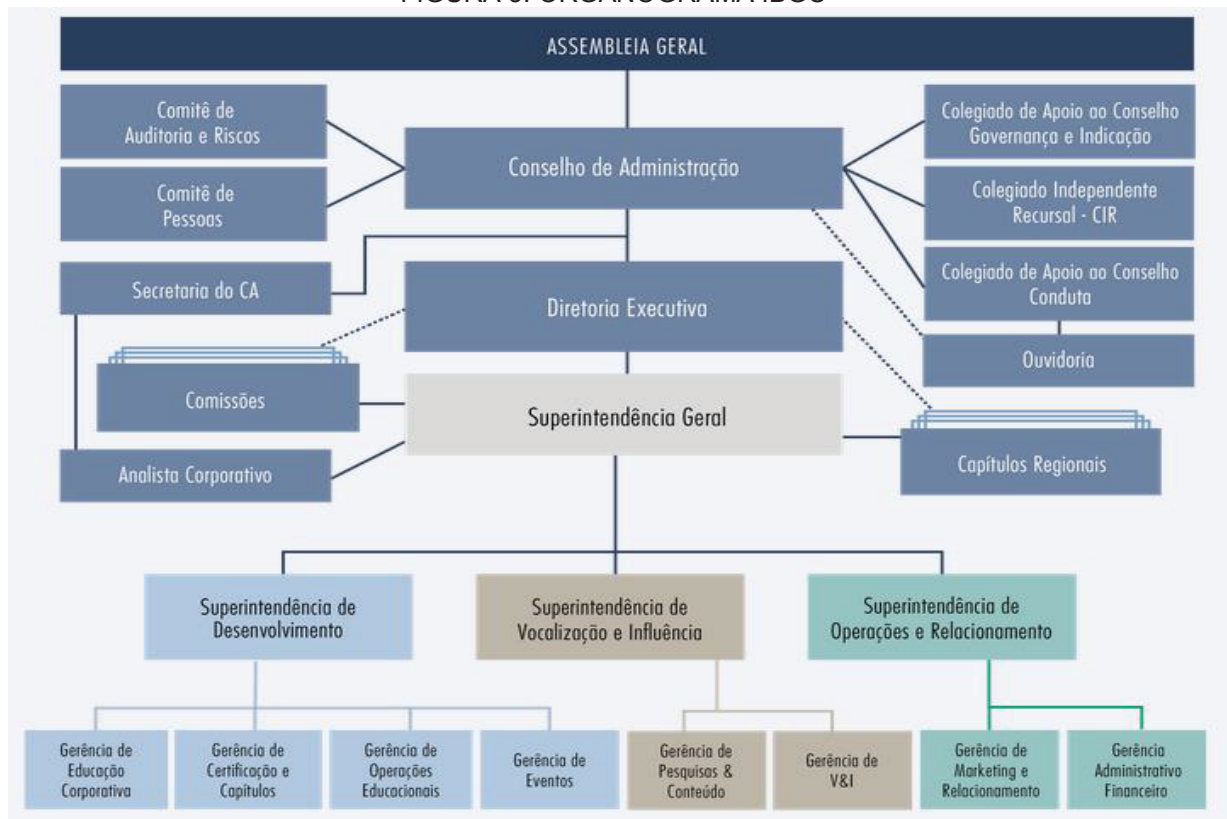 ASSEMBLEIA GERAL
Comitê de
Auditoria e Riscos
Comitê de
Pessoas
Conselho de Administração
Colegiado de Apoio ao Conselho
Governança e Indicação
Colegiado Independente
Recursal - CIR
Colegiado de Apoio ao Conselho
Conduta
Secretaria do CA
Diretoria Executiva
Ouvidoria
Comissões
Superintendência Geral
Analista Corporativo
Capítulos Regionais
Superintendência de
Desenvolvimento
Superintendência de
Vocalização e Influência
Superintendência de
Operações e Relacionamento
Gerência de
Educação
Corporativa
Gerência de
Certificação e
Capítulos
Gerência de
Operações
Educacionais
Gerência de
Eventos
Gerência de
Pesquisas &
Conteúdo
Gerência de
V&I
Gerência de
Marketing e
Relacionamento
Gerência
Administrativo
Financeiro